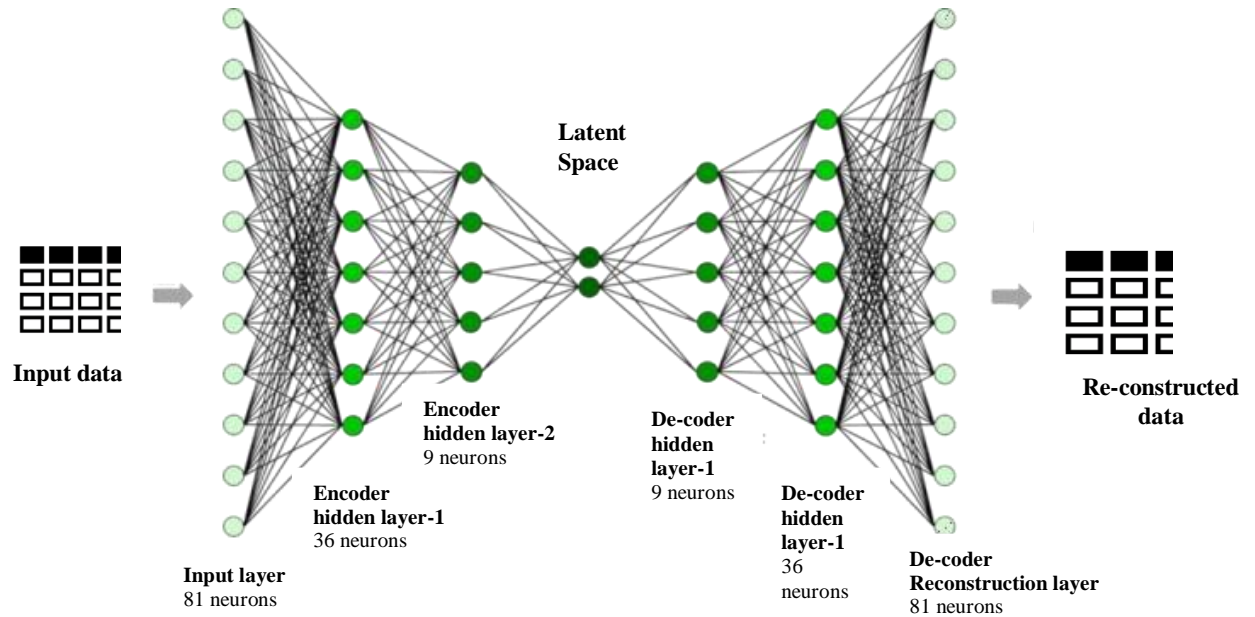 Latent
Space
Input data
Re-constructed
data
Encoder
hidden layer-2
9 neurons
De-coder
hidden
layer-1
9 neurons
Encoder
hidden layer-1
36 neurons
De-coder
hidden
layer-1
36
neurons
Input layer
81 neurons
De-coder
Reconstruction layer
81 neurons